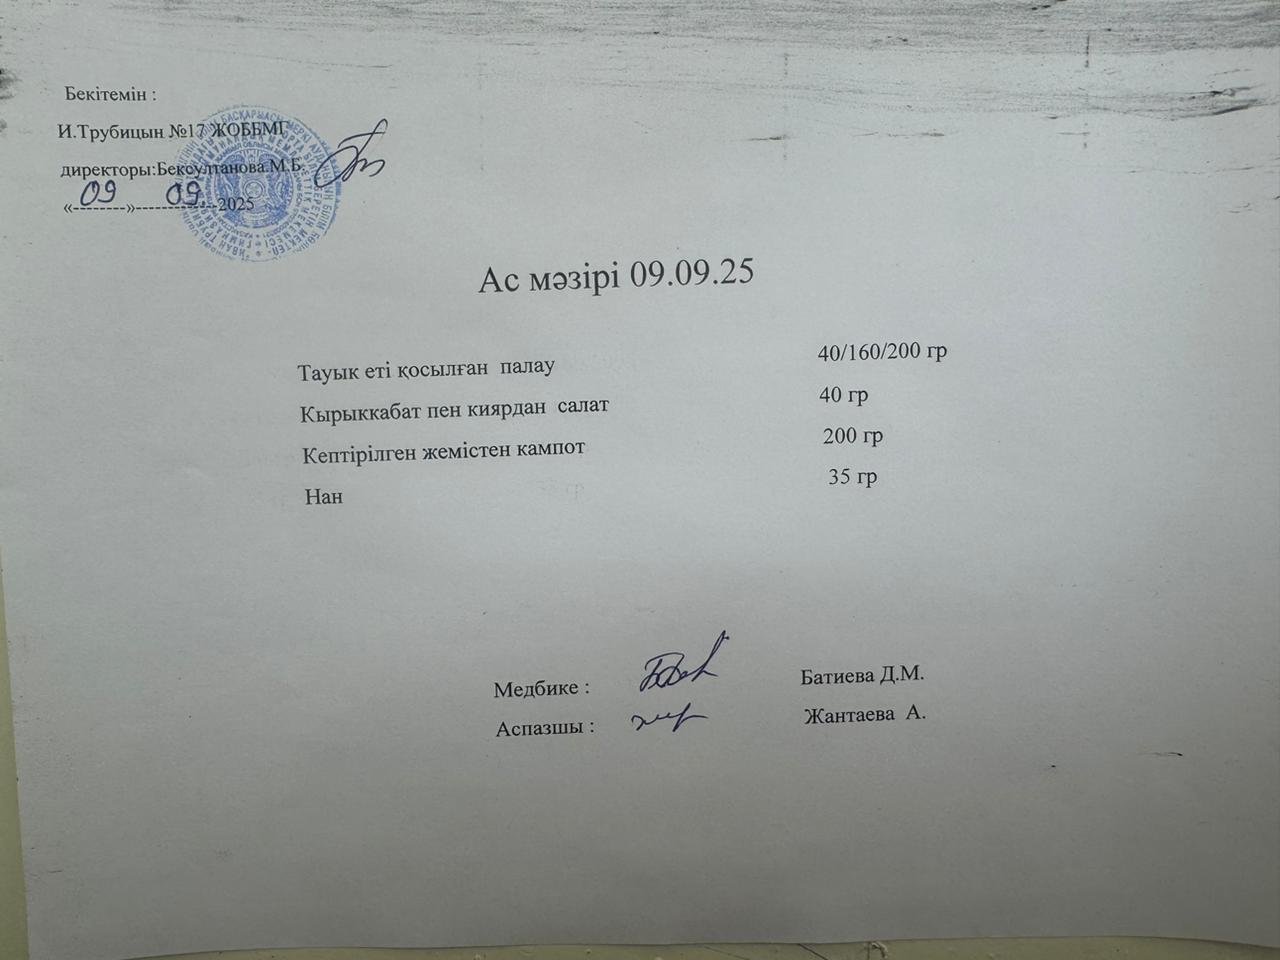 Бекітемін :
И.Трубицын №17 ЖОББМГ
директоры:Бексултанова.М.Б.
«--09--»---09.---2025
Ас мәзірі 09.09.25
Тауык еті қосылған палау 40/160/200 гр
Кырыккабат пен киярдан салат 40 гр
Кептірілген жемістен кампот 200 гр
Нан 35 гр
Медбике : Батиева Д.М.
Аспазшы : Жантаева А.